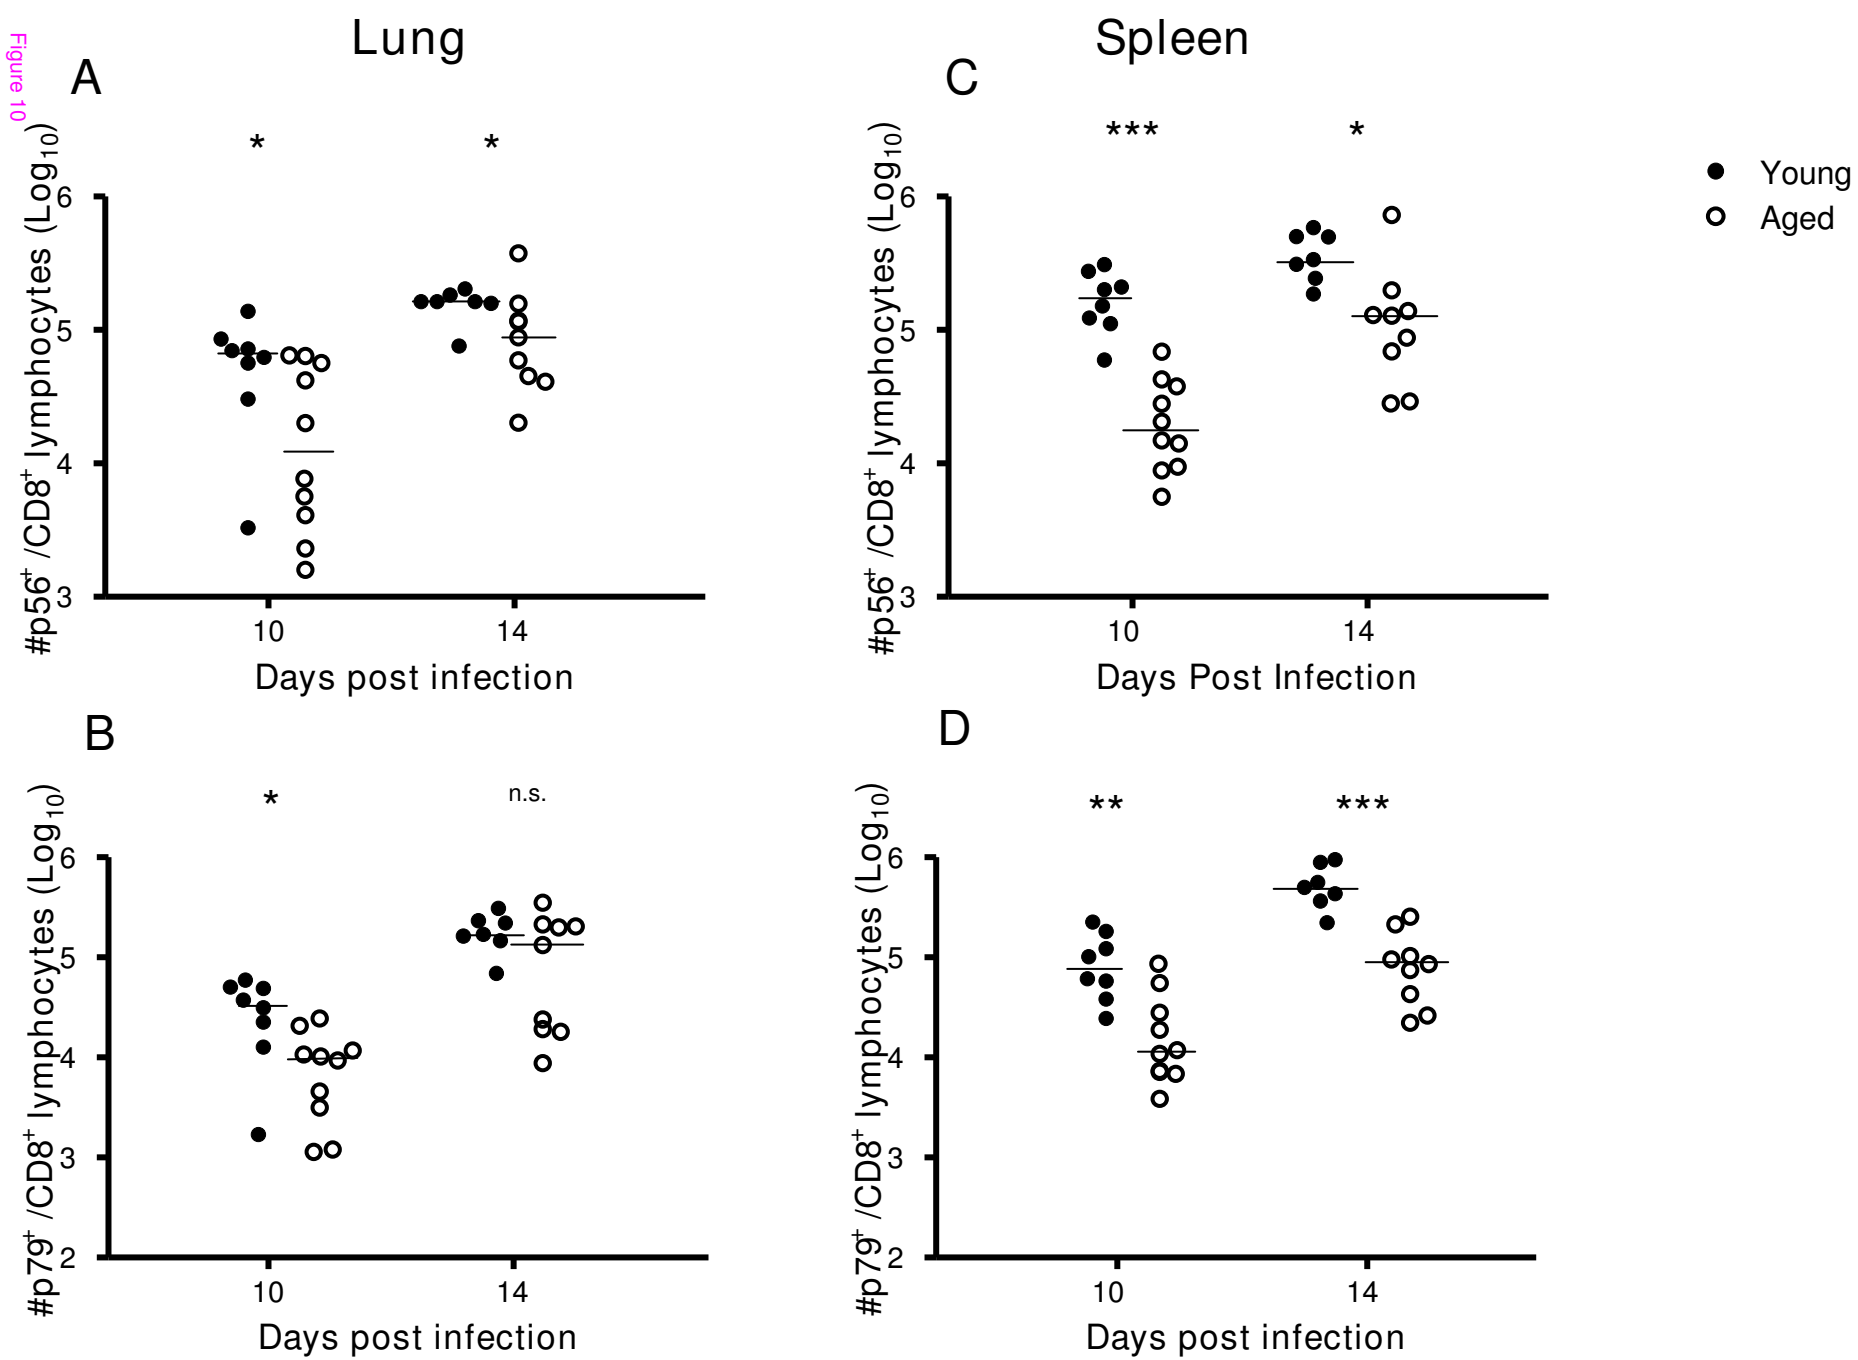 Figure 10
Lung
Spleen
A
*
*
#p56⁺ /CD8⁺ lymphocytes (Log₁₀)
6
5
4
3
10
14
Days post infection
C
***
*
#p56⁺ /CD8⁺ lymphocytes (Log₁₀)
6
5
4
3
10
14
Days Post Infection
Young
Aged
B
*
n.s.
#p79⁺ /CD8⁺ lymphocytes (Log₁₀)
6
5
4
3
2
10
14
Days post infection
D
**
***
#p79⁺ /CD8⁺ lymphocytes (Log₁₀)
6
5
4
3
2
10
14
Days post infection